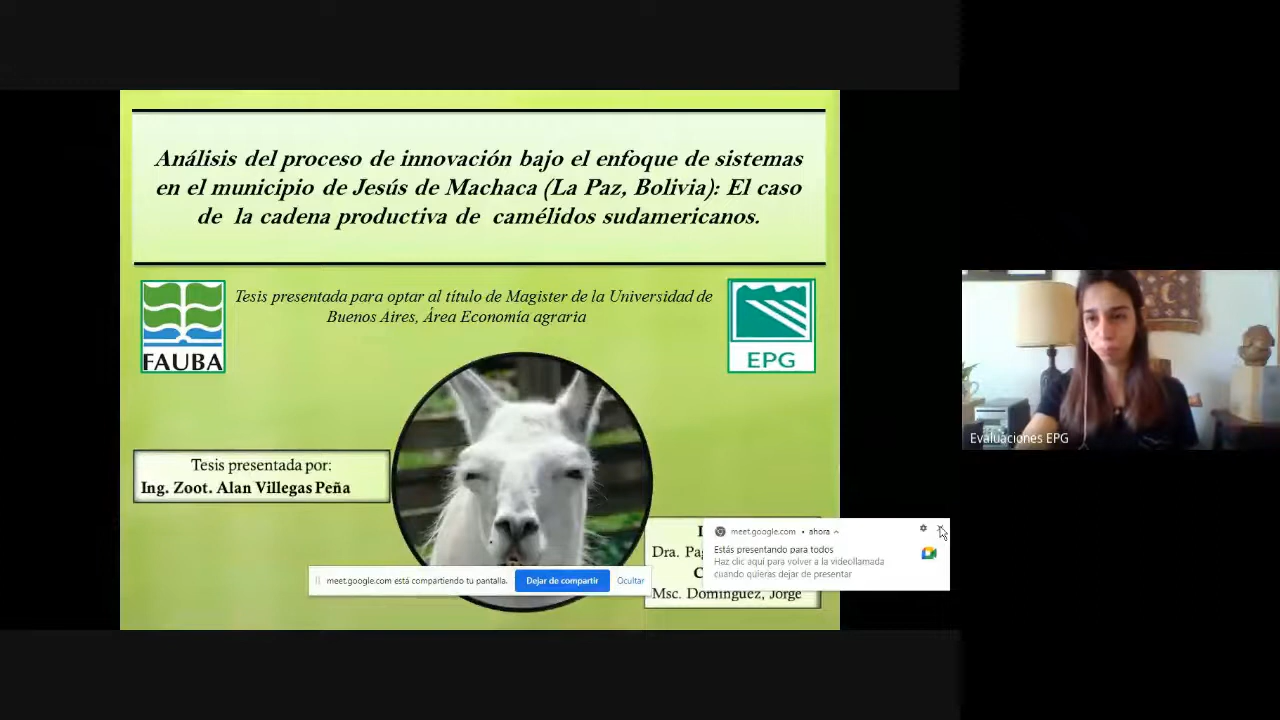 Análisis del proceso de innovación bajo el enfoque de sistemas
en el municipio de Jesús de Machaca (La Paz, Bolivia): El caso
de la cadena productiva de camélidos sudamericanos.
Tesis presentada para optar al título de Magister de la Universidad de
Buenos Aires, Área Economía agraria
FAUBA
EPG
Tesis presentada por:
Ing. Zoot. Alan Villegas Peña
Dra.
Msc. Domínguez, Jorge
meet.google.com • ahora
Estás presentando para todos
Haz clic aquí para volver a la videollamada
cuando quieras dejar de presentar
meet.google.com está compartiendo tu pantalla.
Dejar de compartir
Ocultar
Evaluaciones EPG